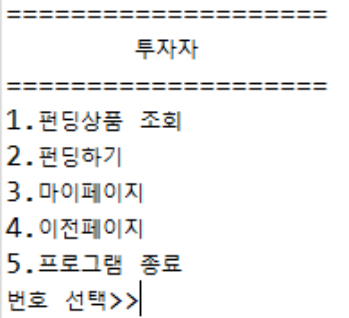 ====================
투자자
====================
1.펀딩상품 조회
2.펀딩하기
3.마이페이지
4.이전페이지
5.프로그램 종료
번호 선택>>